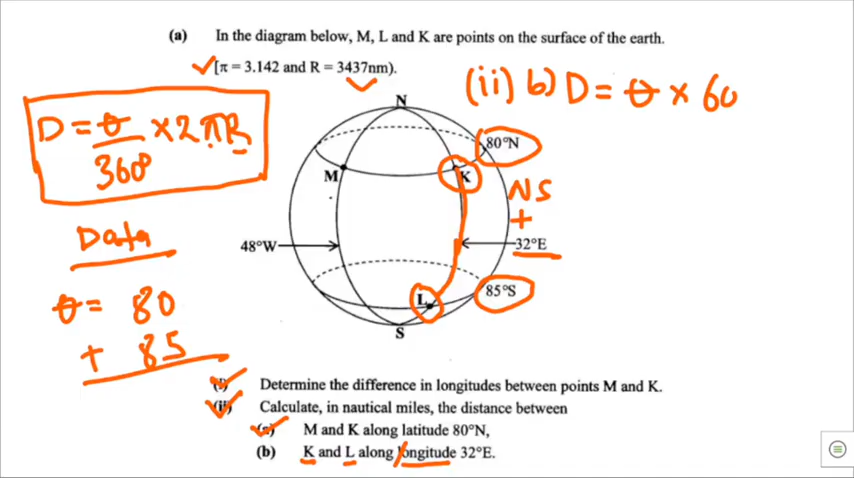 (a) In the diagram below, M, L and K are points on the surface of the earth.
[π = 3.142 and R = 3437nm).
(ii) b) D = θ × 60
D = θ/360° × 2πR
N
80°N
M
K
NS
+
Data
48°W
32°E
θ = 80
+ 85
L
85°S
S
(i) Determine the difference in longitudes between points M and K.
(ii) Calculate, in nautical miles, the distance between
(a) M and K along latitude 80°N,
(b) K and L along longitude 32°E.